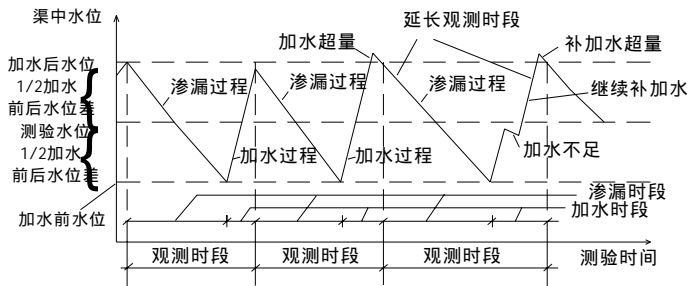 渠中水位
延长观测时段
加水超量
补加水超量
加水后水位
1/2加水
前后水位差
测验水位
1/2加水
前后水位差
加水前水位
渗漏过程
渗漏过程
渗漏过程
继续补加水
加水过程
加水过程
加水不足
渗漏时段
加水时段
观测时段
观测时段
观测时段
测验时间